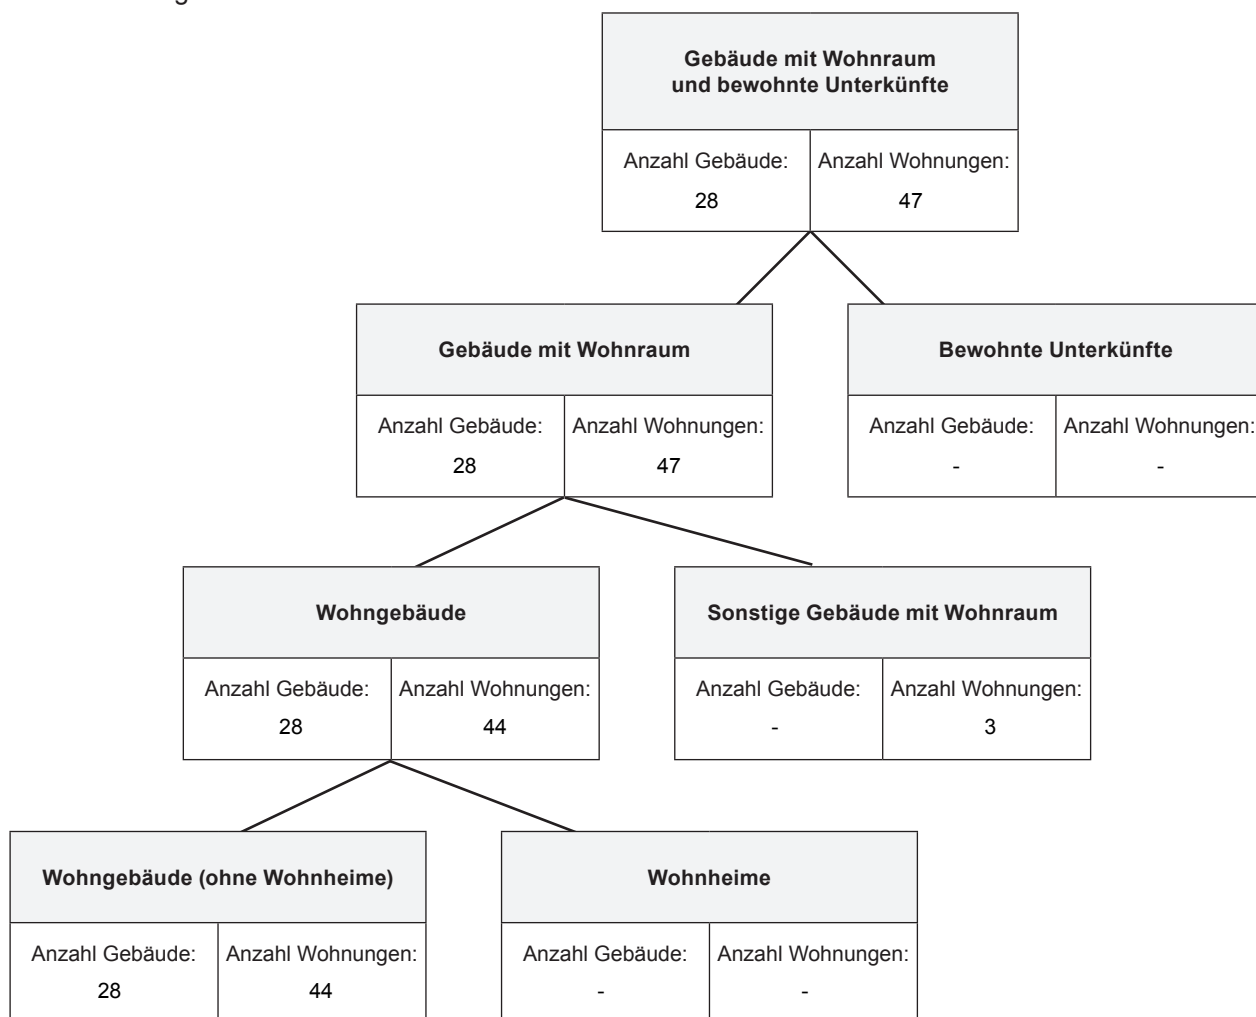 Gebäude mit Wohnraum
und bewohnte Unterkünfte
Anzahl Gebäude: Anzahl Wohnungen:
28 47
Gebäude mit Wohnraum
Anzahl Gebäude: Anzahl Wohnungen:
28 47
Bewohnte Unterkünfte
Anzahl Gebäude: Anzahl Wohnungen:
- -
Wohngebäude
Anzahl Gebäude: Anzahl Wohnungen:
28 44
Sonstige Gebäude mit Wohnraum
Anzahl Gebäude: Anzahl Wohnungen:
- 3
Wohngebäude (ohne Wohnheime)
Anzahl Gebäude: Anzahl Wohnungen:
28 44
Wohnheime
Anzahl Gebäude: Anzahl Wohnungen:
- -